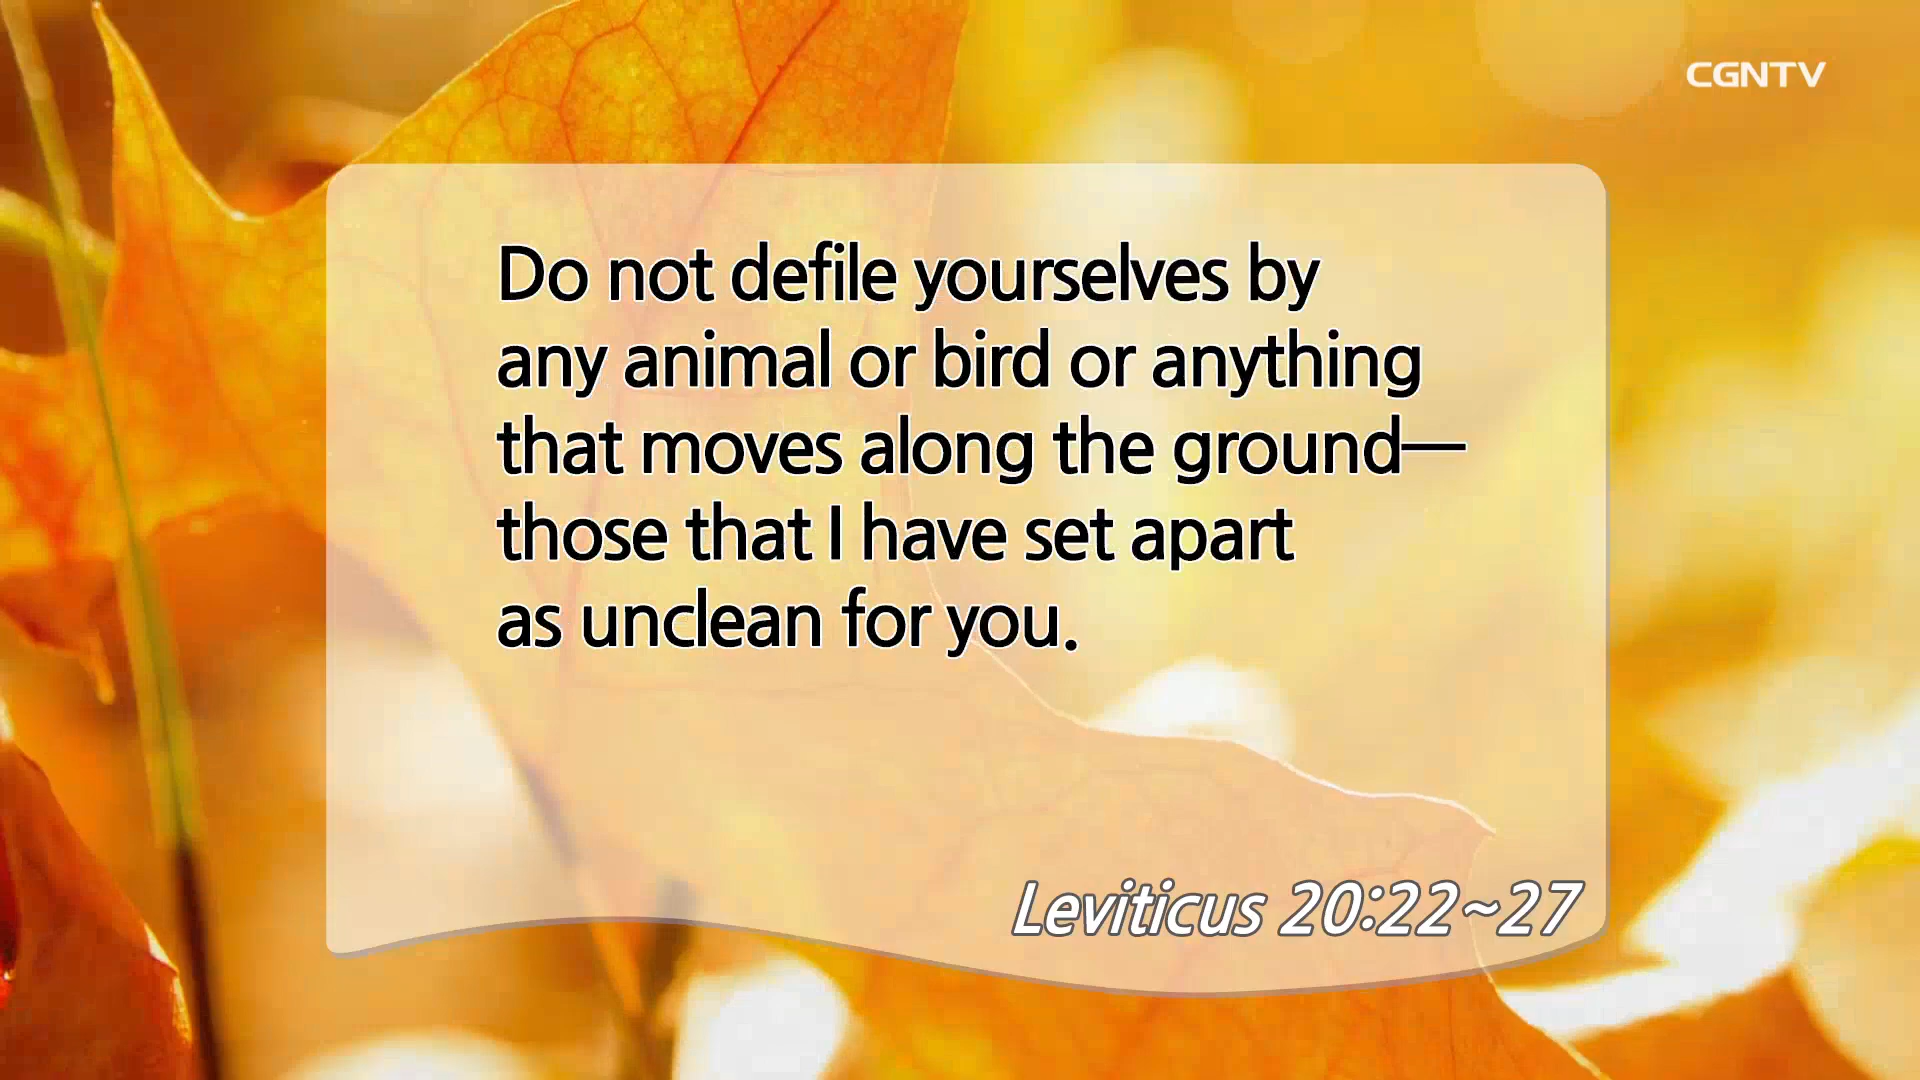 CGNTV
Do not defile yourselves by
any animal or bird or anything
that moves along the ground—
those that I have set apart
as unclean for you.
Leviticus 20:22~27